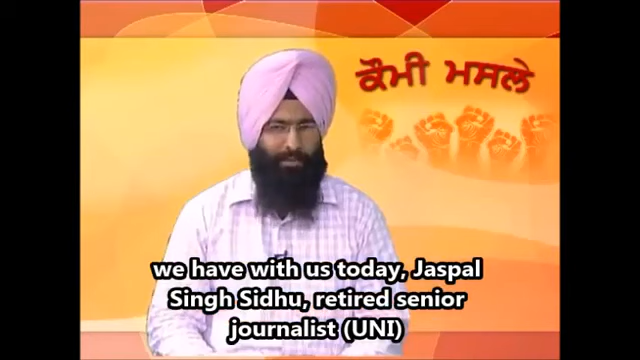 ਕੌਮੀ ਮਸਲੇ
we have with us today, Jaspal
Singh Sidhu, retired senior
journalist (UNI)